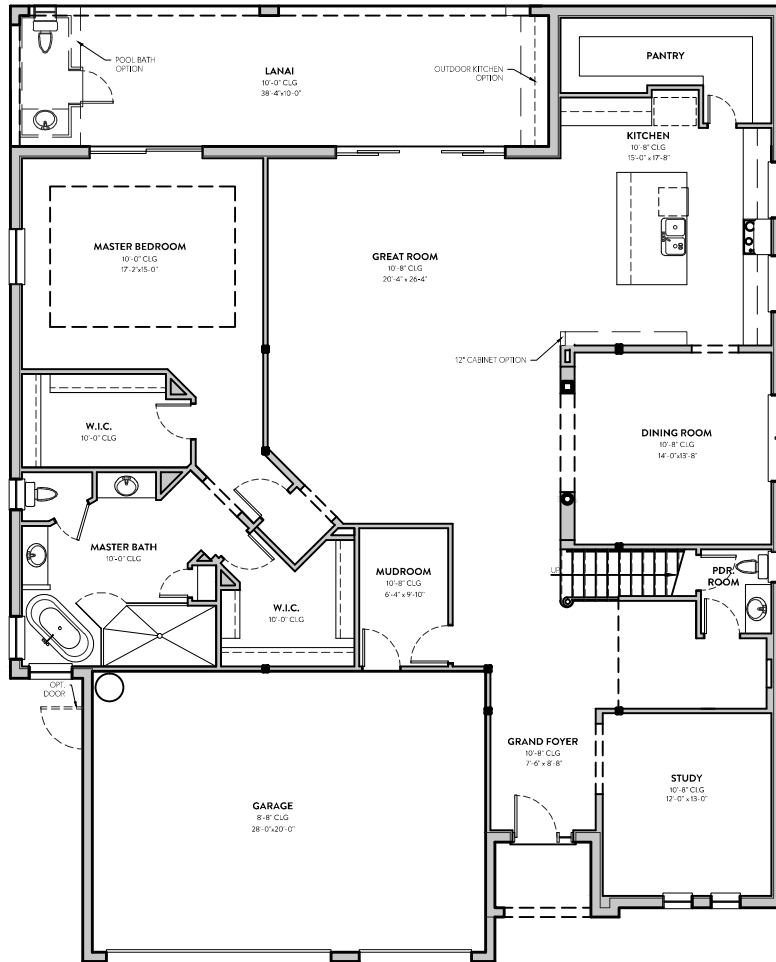 PANTRY
POOL BATH
OPTION
LANAI
10'-0" CLG
38'-4"x10'-0"
OUTDOOR KITCHEN
OPTION
KITCHEN
10'-8" CLG
15'-0" x 17'-8"
MASTER BEDROOM
10'-0" CLG
17'-2"x15'-0"
GREAT ROOM
10'-8" CLG
20'-4" x 26'-4"
12" CABINET OPTION
W.I.C.
10'-0" CLG
DINING ROOM
10'-8" CLG
14'-0"x13'-8"
MASTER BATH
10'-0" CLG
MUDROOM
10'-8" CLG
6'-4" x 9'-10"
UP
PDR.
ROOM
W.I.C.
10'-0" CLG
OPT.
DOOR
GRAND FOYER
10'-8" CLG
7'-6" x 8'-8"
STUDY
10'-8" CLG
12'-0" x 13'-0"
GARAGE
8'-8" CLG
28'-0"x20'-0"